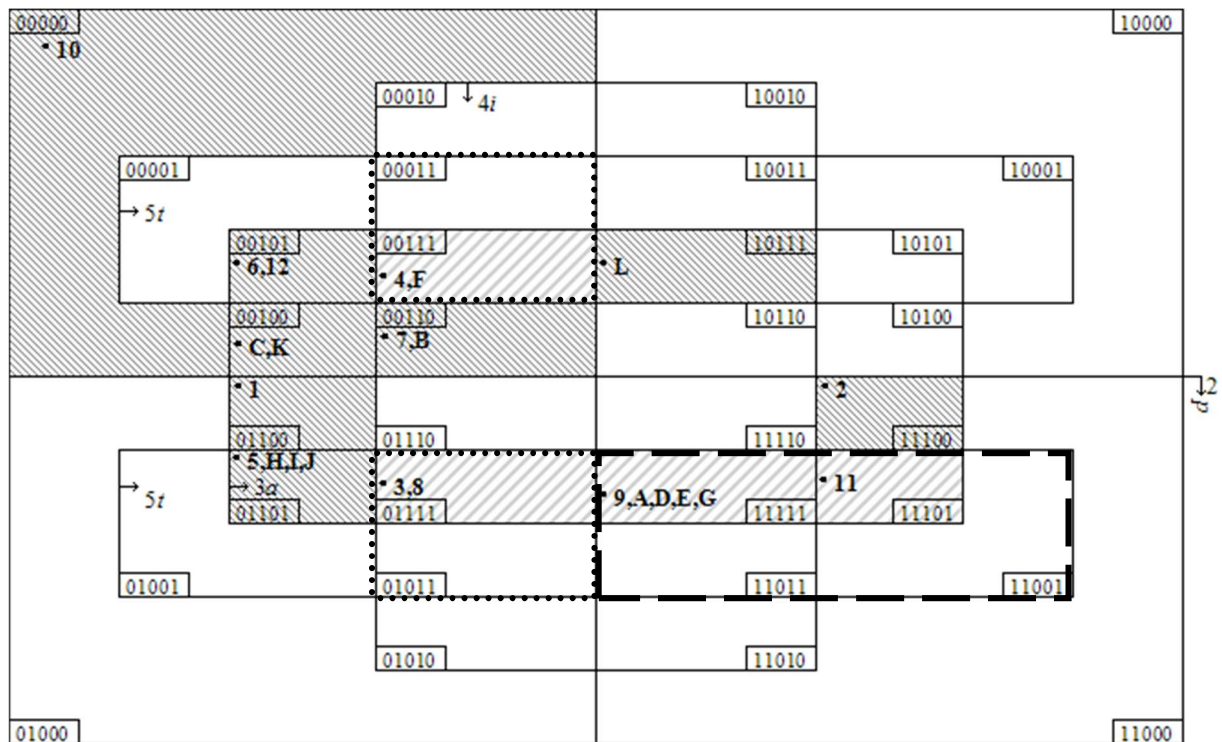 00000 10000
10
00010 4i 10010
00001 00011 10011 10001
5t
00101 00111 10111 10101
6,12 4,F L
00100 00110 10110 10100
C,K 7,B
1 2 2
d
01100 01110 11110 11100
5,H,I,J
5t 3a 3,8 9,A,D,E,G 11
01101 01111 11111 11101
01001 01011 11011 11001
01010 11010
01000 11000